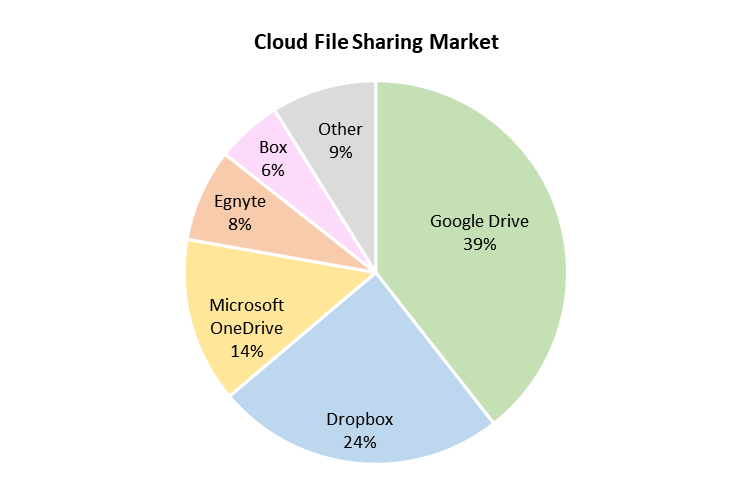 Cloud File Sharing Market
Other
9%
Box
6%
Egnyte
8%
Google Drive
39%
Microsoft
OneDrive
14%
Dropbox
24%